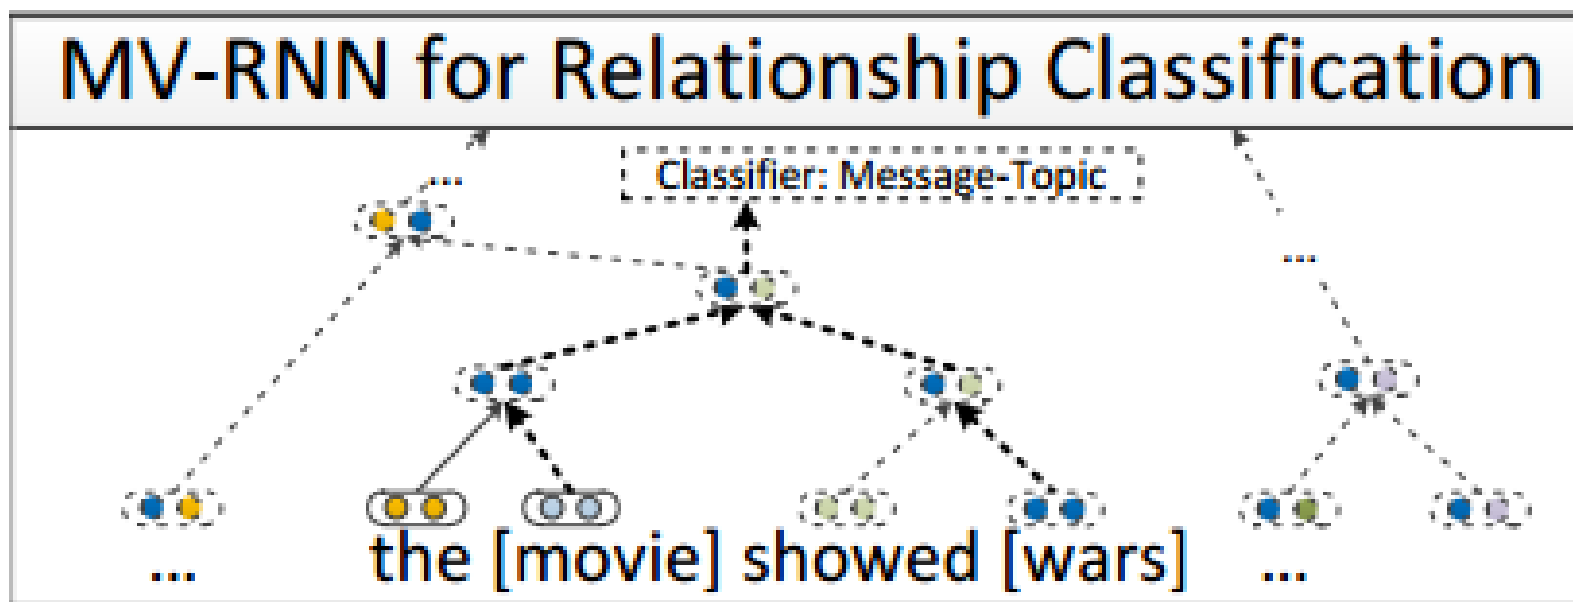 MV-RNN for Relationship Classification
Classifier: Message-Topic
...
...
... the [movie] showed [wars] ...